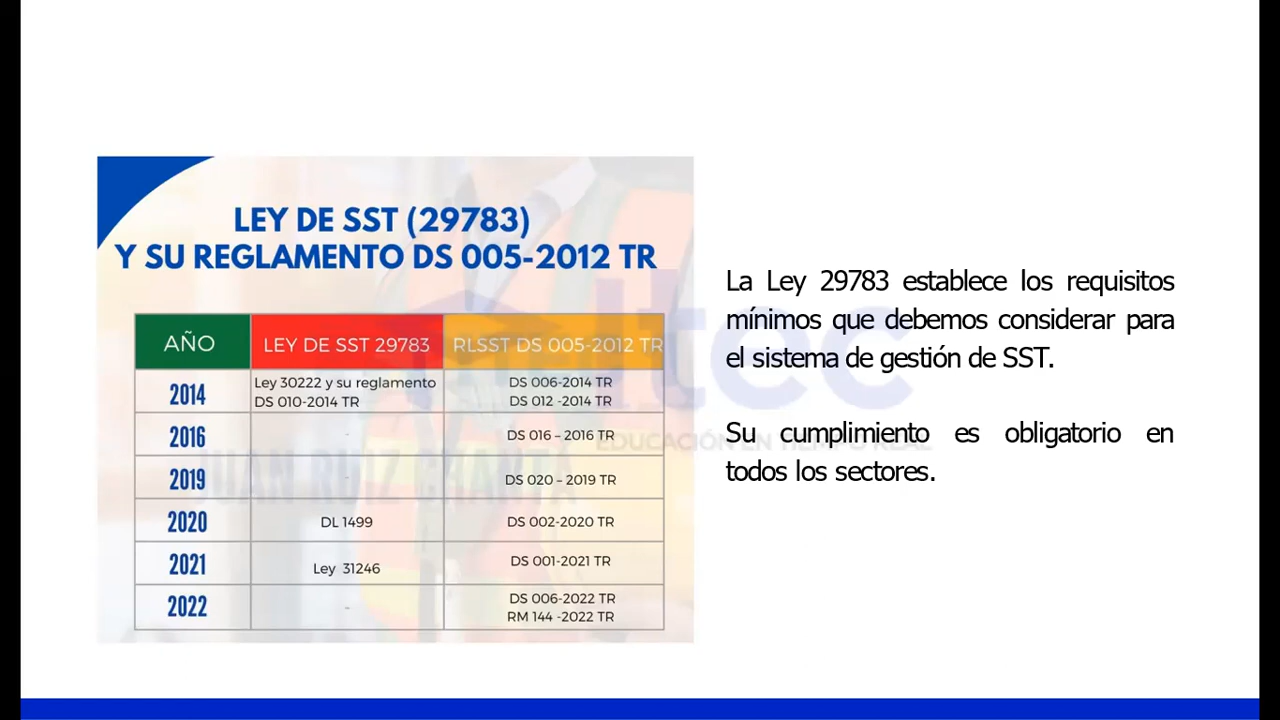 LEY DE SST (29783)
Y SU REGLAMENTO DS 005-2012 TR
AÑO LEY DE SST 29783 RLSST DS 005-2012 TR
2014 Ley 30222 y su reglamento DS 010-2014 TR DS 006-2014 TR DS 012 -2014 TR
2016 - DS 016 – 2016 TR
2019 - DS 020 – 2019 TR
2020 DL 1499 DS 002-2020 TR
2021 Ley 31246 DS 001-2021 TR
2022 - DS 006-2022 TR RM 144 -2022 TR
La Ley 29783 establece los requisitos
mínimos que debemos considerar para
el sistema de gestión de SST.
Su cumplimiento es obligatorio en
todos los sectores.
Itec
EDUCACIÓN EN TIEMPO REAL